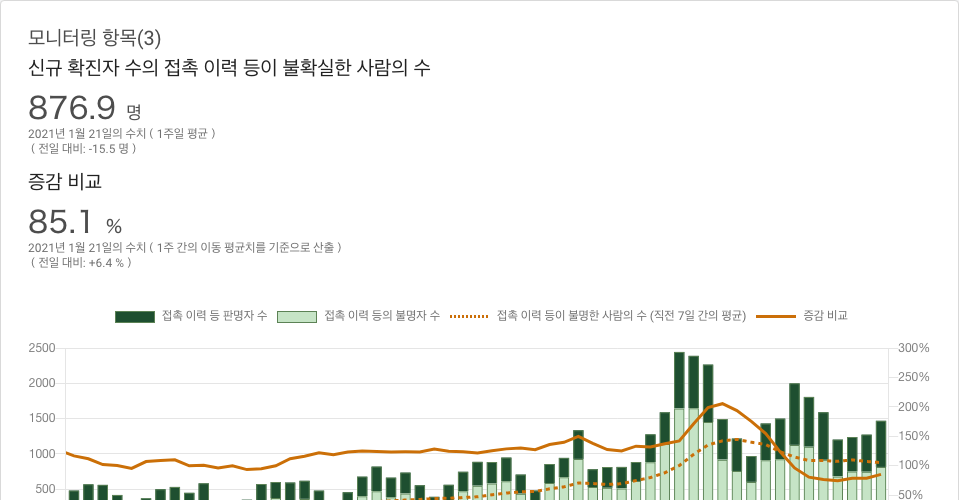 모니터링 항목(3)
신규 확진자 수의 접촉 이력 등이 불확실한 사람의 수
876.9 명
2021년 1월 21일의 수치 ( 1주일 평균 )
( 전일 대비: -15.5 명 )
증감 비교
85.1 %
2021년 1월 21일의 수치 ( 1주 간의 이동 평균치를 기준으로 산출 )
( 전일 대비: +6.4 % )
접촉 이력 등 판명자 수 접촉 이력 등의 불명자 수 접촉 이력 등이 불명한 사람의 수 (직전 7일 간의 평균) 증감 비교
2500 300%
2000 250%
1500 200%
1000 150%
500 100%
50%